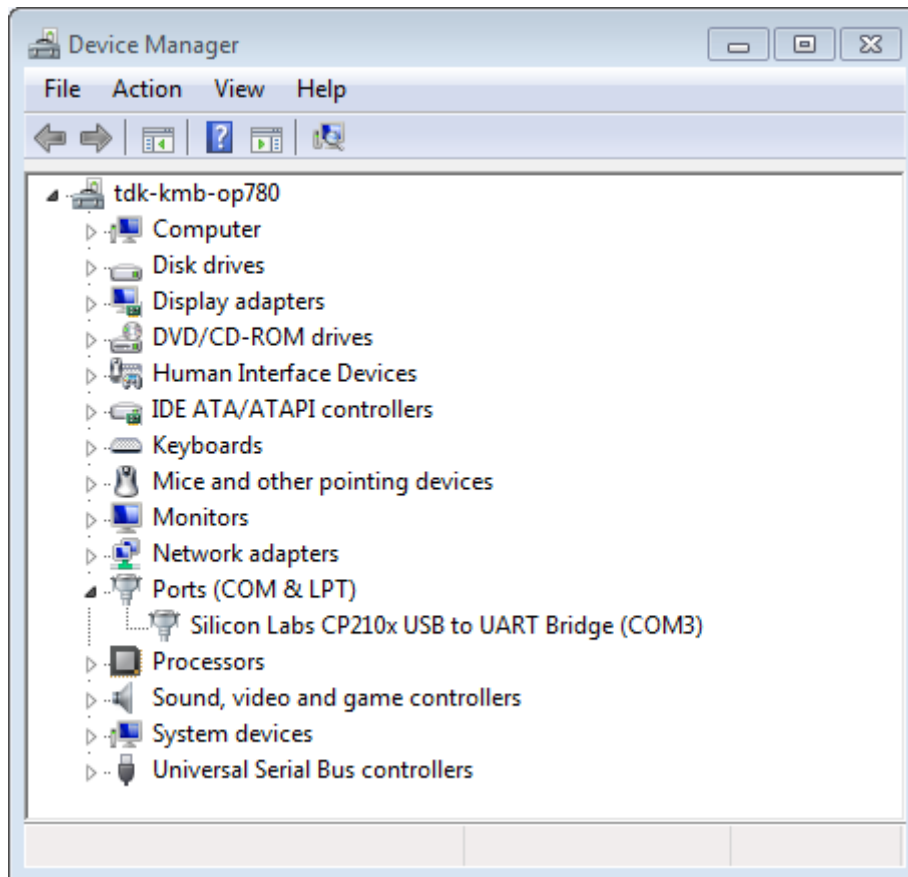 Device Manager
File Action View Help
?
tdk-kmb-op780
Computer
Disk drives
Display adapters
DVD/CD-ROM drives
Human Interface Devices
IDE ATA/ATAPI controllers
Keyboards
Mice and other pointing devices
Monitors
Network adapters
Ports (COM & LPT)
Silicon Labs CP210x USB to UART Bridge (COM3)
Processors
Sound, video and game controllers
System devices
Universal Serial Bus controllers